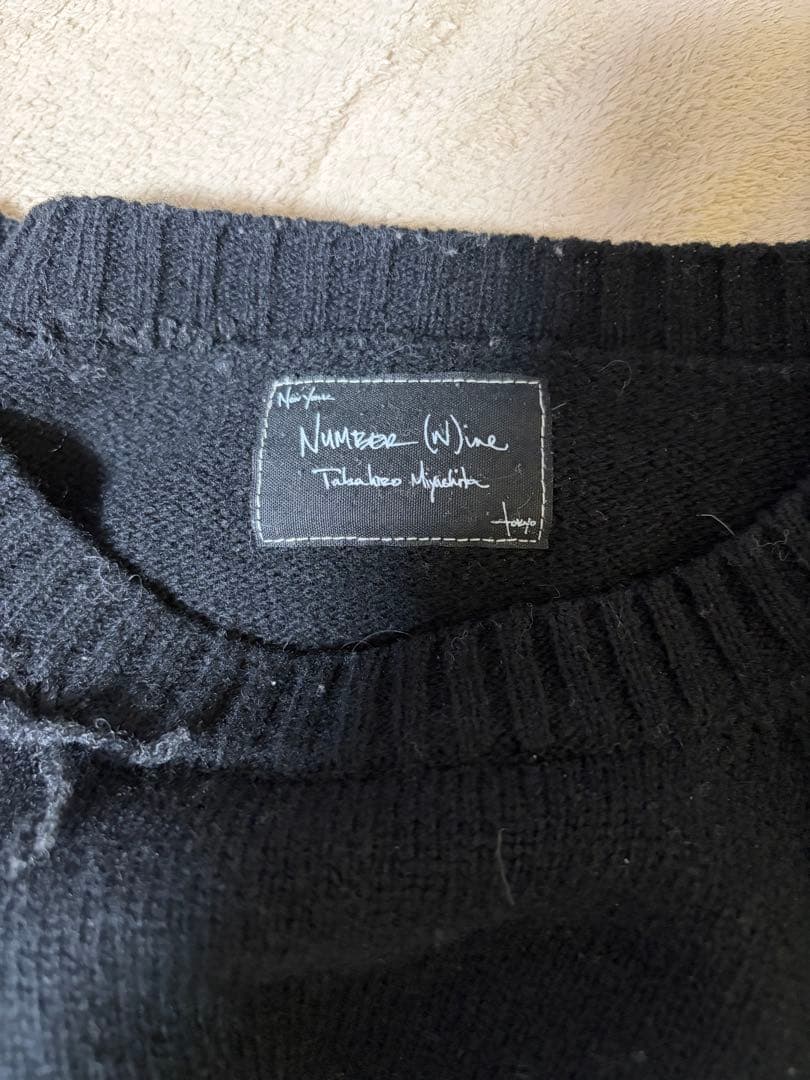 New York
NUMBER (N)ine
Takahiro Miyashita
tokyo